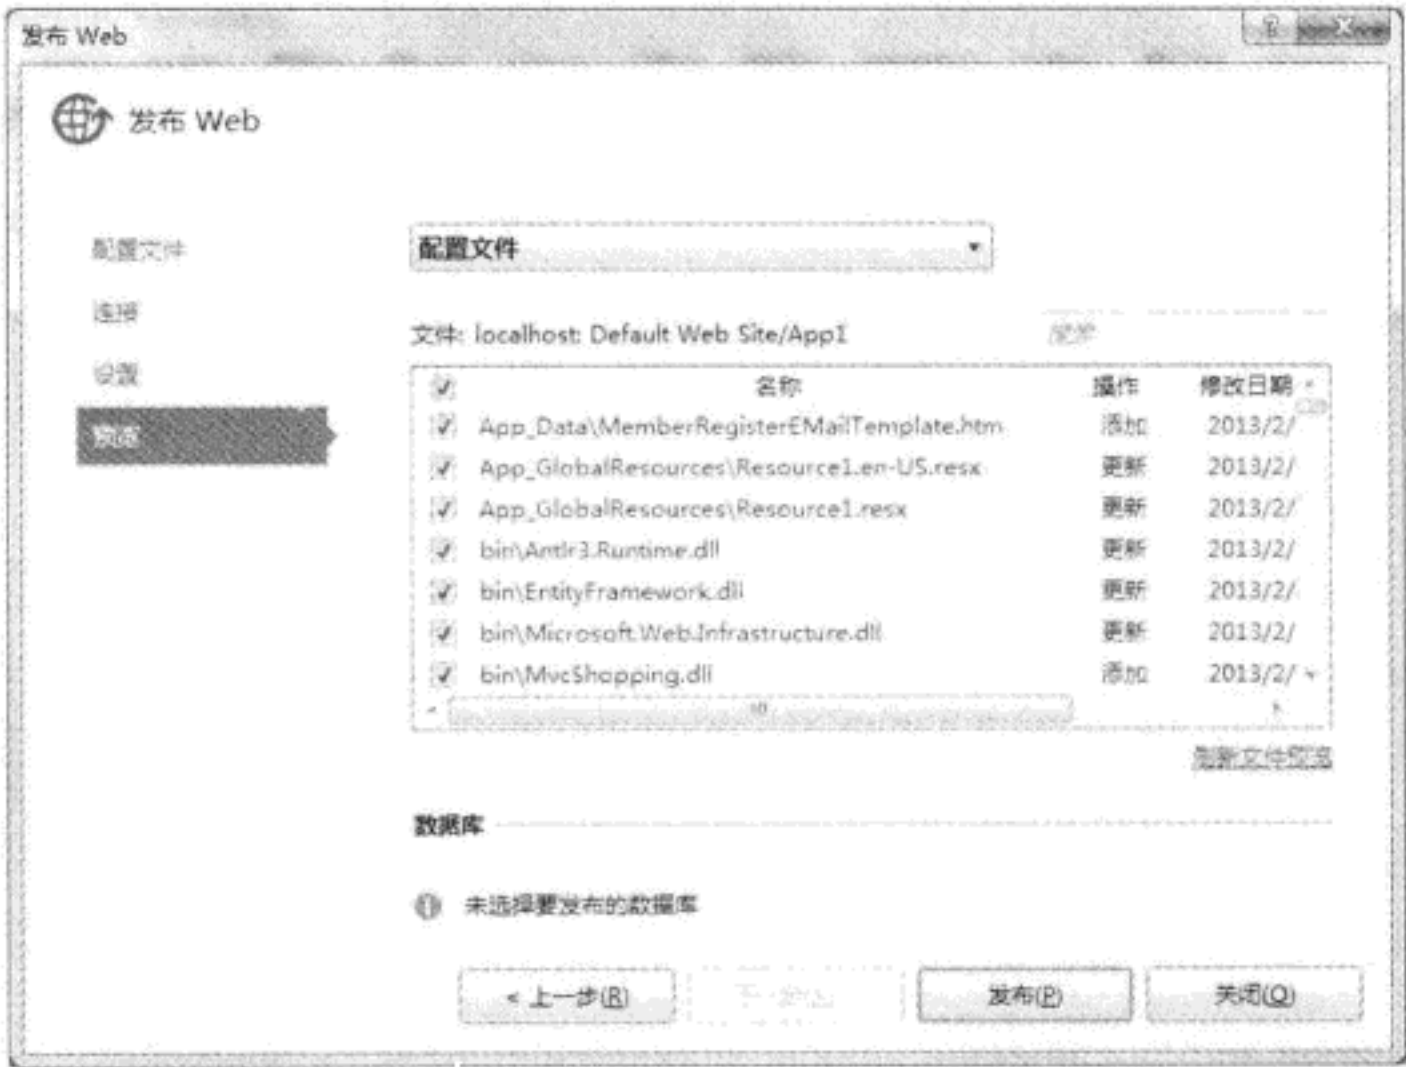 发布 Web
发布 Web
配置文件
连接
设置
预览
配置文件
文件: localhost: Default Web Site/App1
名称 操作 修改日期
App_Data\MemberRegisterEMailTemplate.htm 添加 2013/2/
App_GlobalResources\Resource1.en-US.resx 更新 2013/2/
App_GlobalResources\Resource1.resx 更新 2013/2/
bin\Antlr3.Runtime.dll 更新 2013/2/
bin\EntityFramework.dll 更新 2013/2/
bin\Microsoft.Web.Infrastructure.dll 更新 2013/2/
bin\MvcShopping.dll 添加 2013/2/
刷新文件预览
数据库
未选择要发布的数据库
< 上一步(R) 发布(P) 关闭(O)